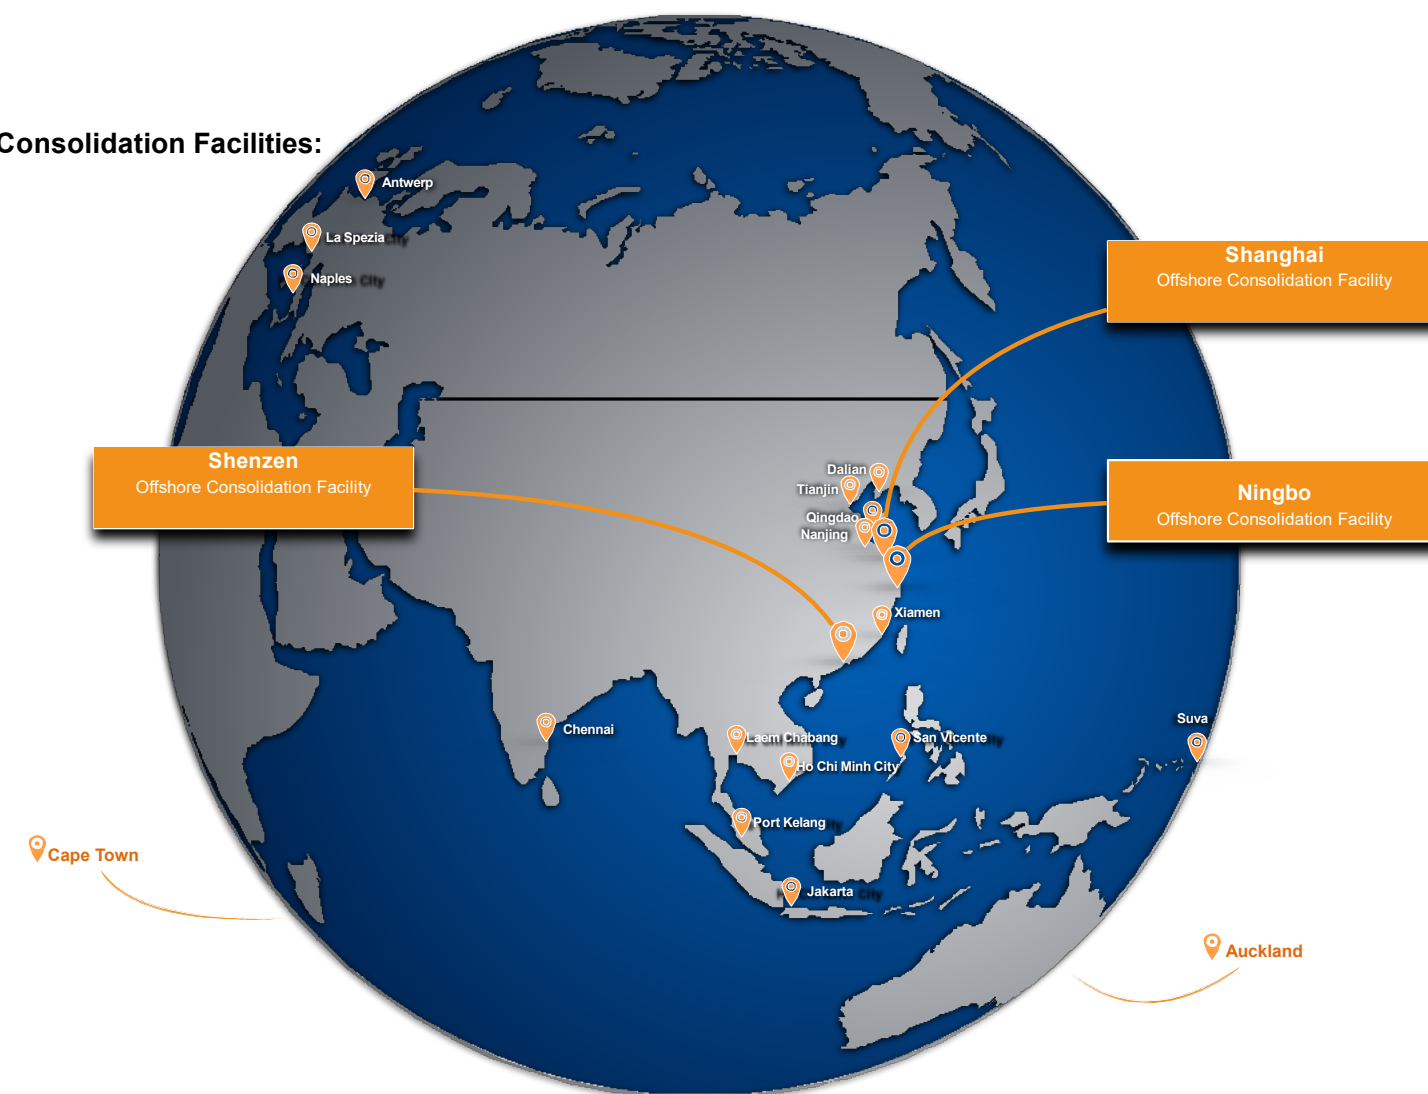 Consolidation Facilities:
Antwerp
La Spezia
Naples
Shanghai
Offshore Consolidation Facility
Shenzen
Offshore Consolidation Facility
Ningbo
Offshore Consolidation Facility
Dalian
Tianjin
Qingdao
Nanjing
Xiamen
Chennai
Laem Chabang
San Vicente
Suva
Ho Chi Minh City
Port Kelang
Cape Town
Jakarta
Auckland